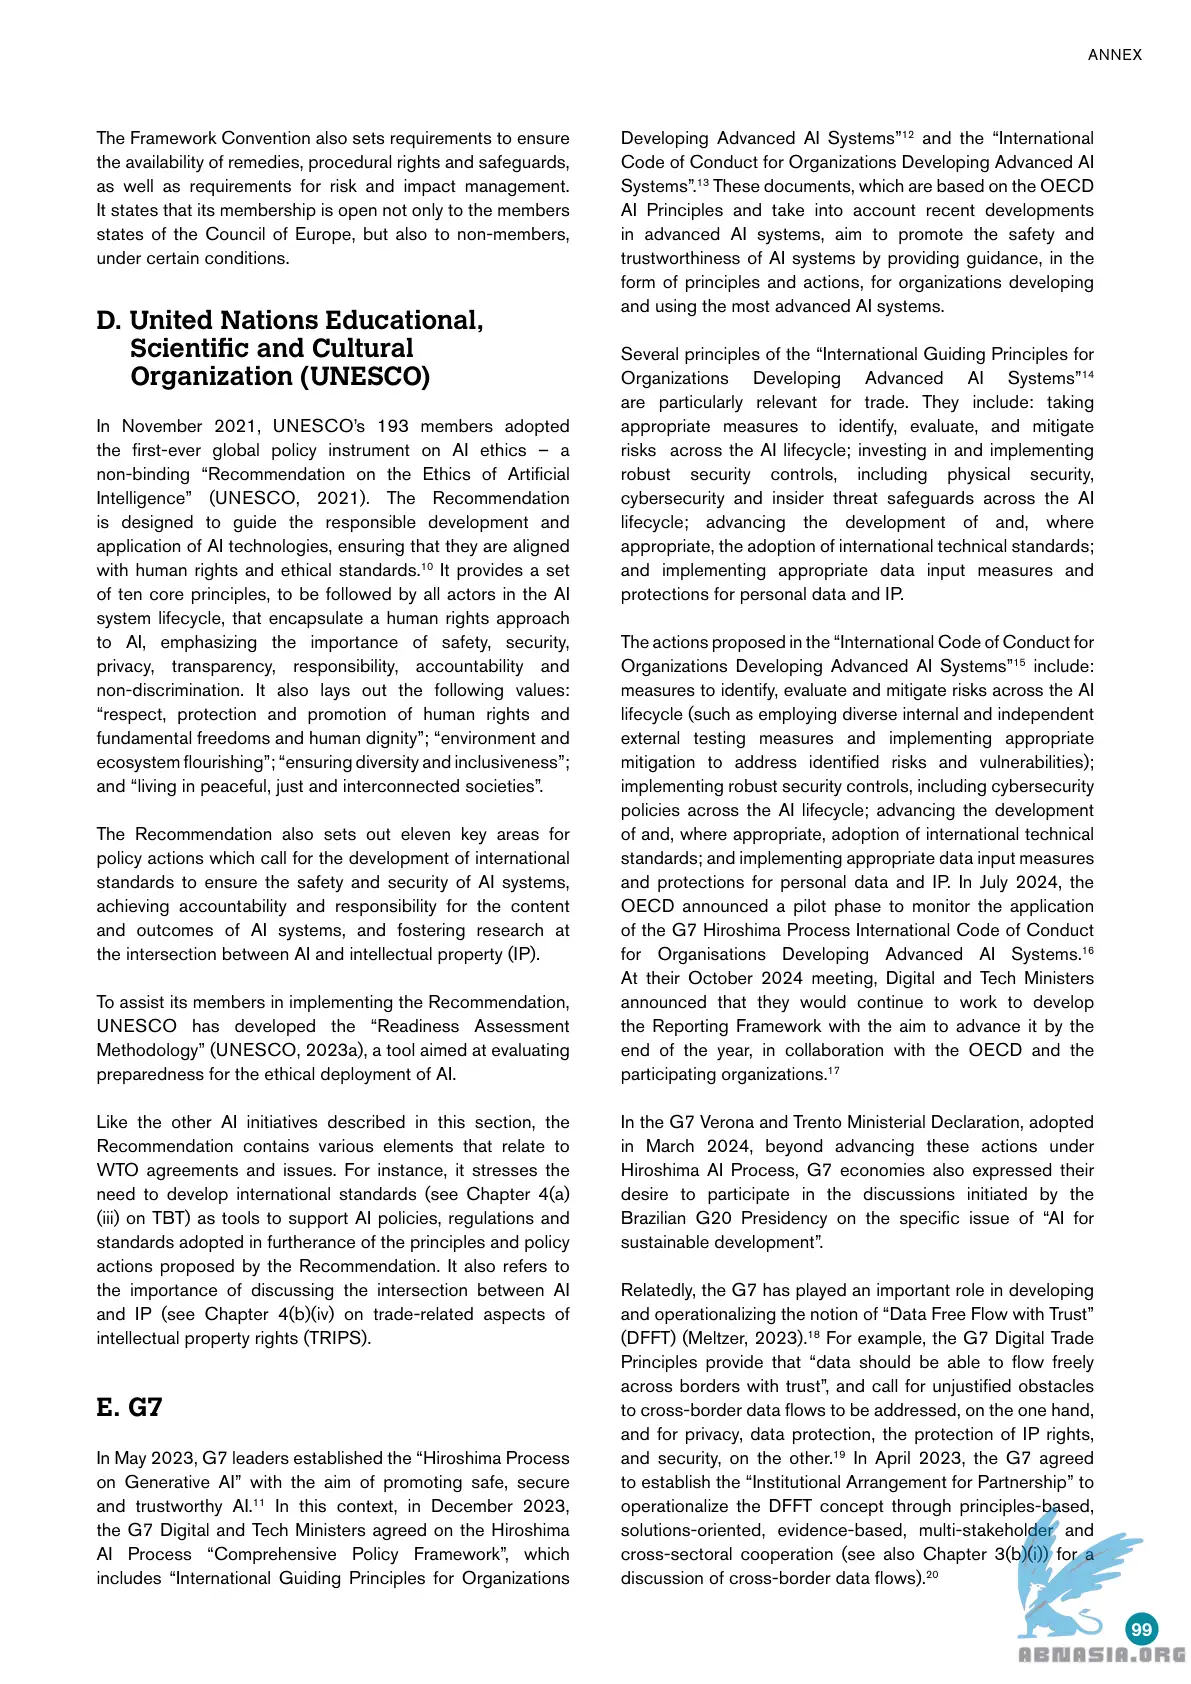 ANNEX
The Framework Convention also sets requirements to ensure
the availability of remedies, procedural rights and safeguards,
as well as requirements for risk and impact management.
It states that its membership is open not only to the members
states of the Council of Europe, but also to non-members,
under certain conditions.
D. United Nations Educational,
Scientific and Cultural
Organization (UNESCO)
In November 2021, UNESCO’s 193 members adopted
the first-ever global policy instrument on AI ethics – a
non-binding “Recommendation on the Ethics of Artificial
Intelligence” (UNESCO, 2021). The Recommendation
is designed to guide the responsible development and
application of AI technologies, ensuring that they are aligned
with human rights and ethical standards.¹⁰ It provides a set
of ten core principles, to be followed by all actors in the AI
system lifecycle, that encapsulate a human rights approach
to AI, emphasizing the importance of safety, security,
privacy, transparency, responsibility, accountability and
non-discrimination. It also lays out the following values:
“respect, protection and promotion of human rights and
fundamental freedoms and human dignity”; “environment and
ecosystem flourishing”; “ensuring diversity and inclusiveness”;
and “living in peaceful, just and interconnected societies”.
The Recommendation also sets out eleven key areas for
policy actions which call for the development of international
standards to ensure the safety and security of AI systems,
achieving accountability and responsibility for the content
and outcomes of AI systems, and fostering research at
the intersection between AI and intellectual property (IP).
To assist its members in implementing the Recommendation,
UNESCO has developed the “Readiness Assessment
Methodology” (UNESCO, 2023a), a tool aimed at evaluating
preparedness for the ethical deployment of AI.
Like the other AI initiatives described in this section, the
Recommendation contains various elements that relate to
WTO agreements and issues. For instance, it stresses the
need to develop international standards (see Chapter 4(a)
(iii) on TBT) as tools to support AI policies, regulations and
standards adopted in furtherance of the principles and policy
actions proposed by the Recommendation. It also refers to
the importance of discussing the intersection between AI
and IP (see Chapter 4(b)(iv) on trade-related aspects of
intellectual property rights (TRIPS).
E. G7
In May 2023, G7 leaders established the “Hiroshima Process
on Generative AI” with the aim of promoting safe, secure
and trustworthy AI.¹¹ In this context, in December 2023,
the G7 Digital and Tech Ministers agreed on the Hiroshima
AI Process “Comprehensive Policy Framework”, which
includes “International Guiding Principles for Organizations
Developing Advanced AI Systems”¹² and the “International
Code of Conduct for Organizations Developing Advanced AI
Systems”.¹³ These documents, which are based on the OECD
AI Principles and take into account recent developments
in advanced AI systems, aim to promote the safety and
trustworthiness of AI systems by providing guidance, in the
form of principles and actions, for organizations developing
and using the most advanced AI systems.
Several principles of the “International Guiding Principles for
Organizations Developing Advanced AI Systems”¹⁴
are particularly relevant for trade. They include: taking
appropriate measures to identify, evaluate, and mitigate
risks across the AI lifecycle; investing in and implementing
robust security controls, including physical security,
cybersecurity and insider threat safeguards across the AI
lifecycle; advancing the development of and, where
appropriate, the adoption of international technical standards;
and implementing appropriate data input measures and
protections for personal data and IP.
The actions proposed in the “International Code of Conduct for
Organizations Developing Advanced AI Systems”¹⁵ include:
measures to identify, evaluate and mitigate risks across the AI
lifecycle (such as employing diverse internal and independent
external testing measures and implementing appropriate
mitigation to address identified risks and vulnerabilities);
implementing robust security controls, including cybersecurity
policies across the AI lifecycle; advancing the development
of and, where appropriate, adoption of international technical
standards; and implementing appropriate data input measures
and protections for personal data and IP. In July 2024, the
OECD announced a pilot phase to monitor the application
of the G7 Hiroshima Process International Code of Conduct
for Organisations Developing Advanced AI Systems.¹⁶
At their October 2024 meeting, Digital and Tech Ministers
announced that they would continue to work to develop
the Reporting Framework with the aim to advance it by the
end of the year, in collaboration with the OECD and the
participating organizations.¹⁷
In the G7 Verona and Trento Ministerial Declaration, adopted
in March 2024, beyond advancing these actions under
Hiroshima AI Process, G7 economies also expressed their
desire to participate in the discussions initiated by the
Brazilian G20 Presidency on the specific issue of “AI for
sustainable development”.
Relatedly, the G7 has played an important role in developing
and operationalizing the notion of “Data Free Flow with Trust”
(DFFT) (Meltzer, 2023).¹⁸ For example, the G7 Digital Trade
Principles provide that “data should be able to flow freely
across borders with trust”, and call for unjustified obstacles
to cross-border data flows to be addressed, on the one hand,
and for privacy, data protection, the protection of IP rights,
and security, on the other.¹⁹ In April 2023, the G7 agreed
to establish the “Institutional Arrangement for Partnership” to
operationalize the DFFT concept through principles-based,
solutions-oriented, evidence-based, multi-stakeholder and
cross-sectoral cooperation (see also Chapter 3(b)(i)) for a
discussion of cross-border data flows).²⁰
99
ABNASIA.ORG